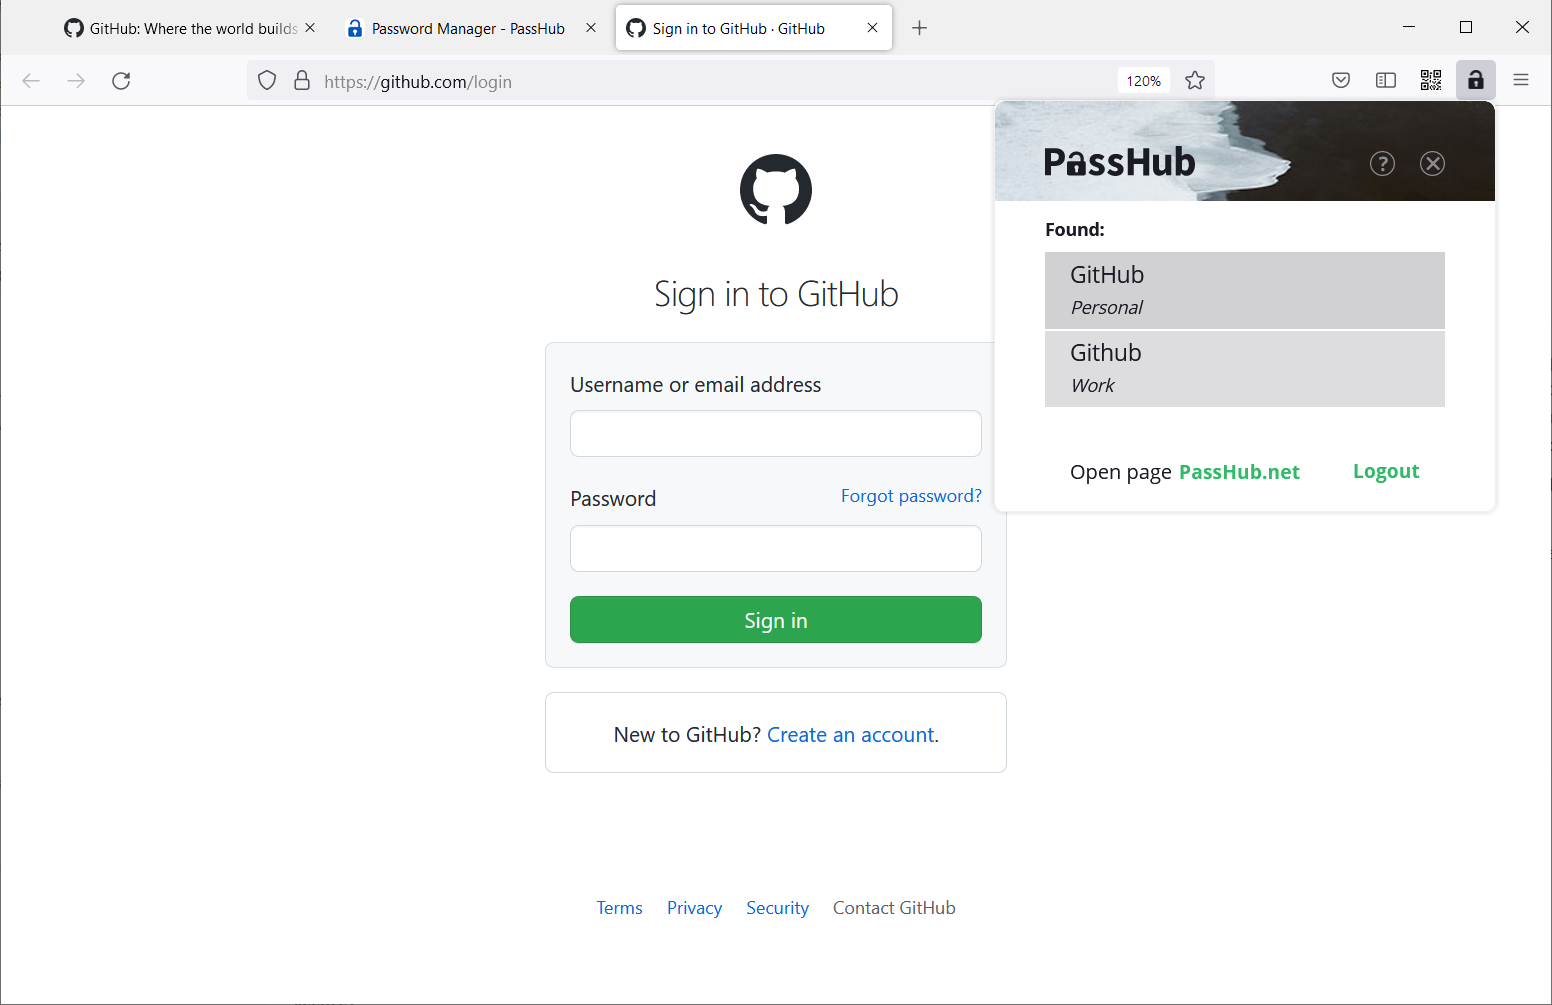 GitHub: Where the world builds
Password Manager - PassHub
Sign in to GitHub · GitHub
https://github.com/login
120%
PassHub
?
Found:
GitHub
Personal
Github
Work
Open page PassHub.net
Logout
Sign in to GitHub
Username or email address
Password
Forgot password?
Sign in
New to GitHub? Create an account.
Terms
Privacy
Security
Contact GitHub